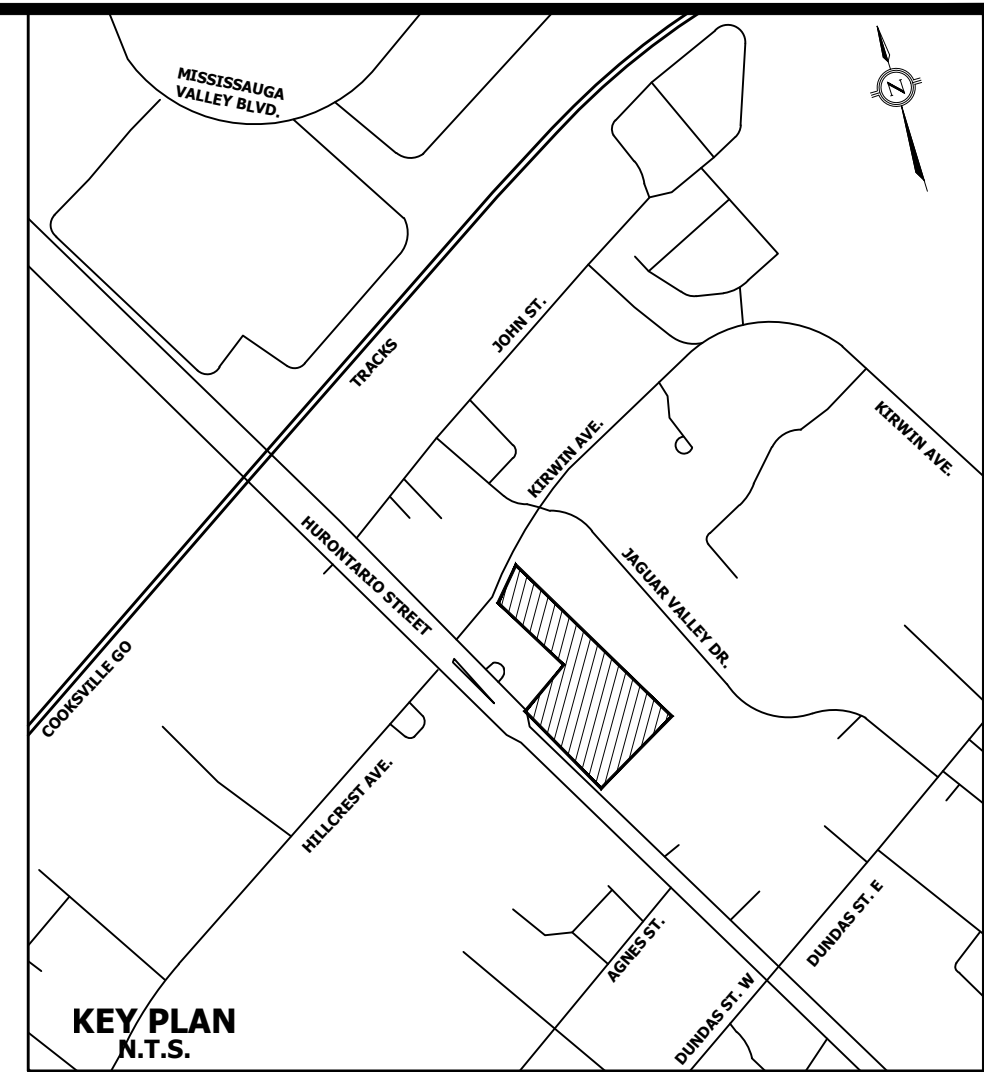 MISSISSAUGA
VALLEY BLVD.
N
JOHN ST.
TRACKS
KIRWIN AVE.
KIRWIN AVE.
HURONTARIO STREET
JAGUAR VALLEY DR.
COOKSVILLE GO
HILLCREST AVE.
DUNDAS ST. E
AGNES ST.
DUNDAS ST. W
KEY PLAN
N.T.S.